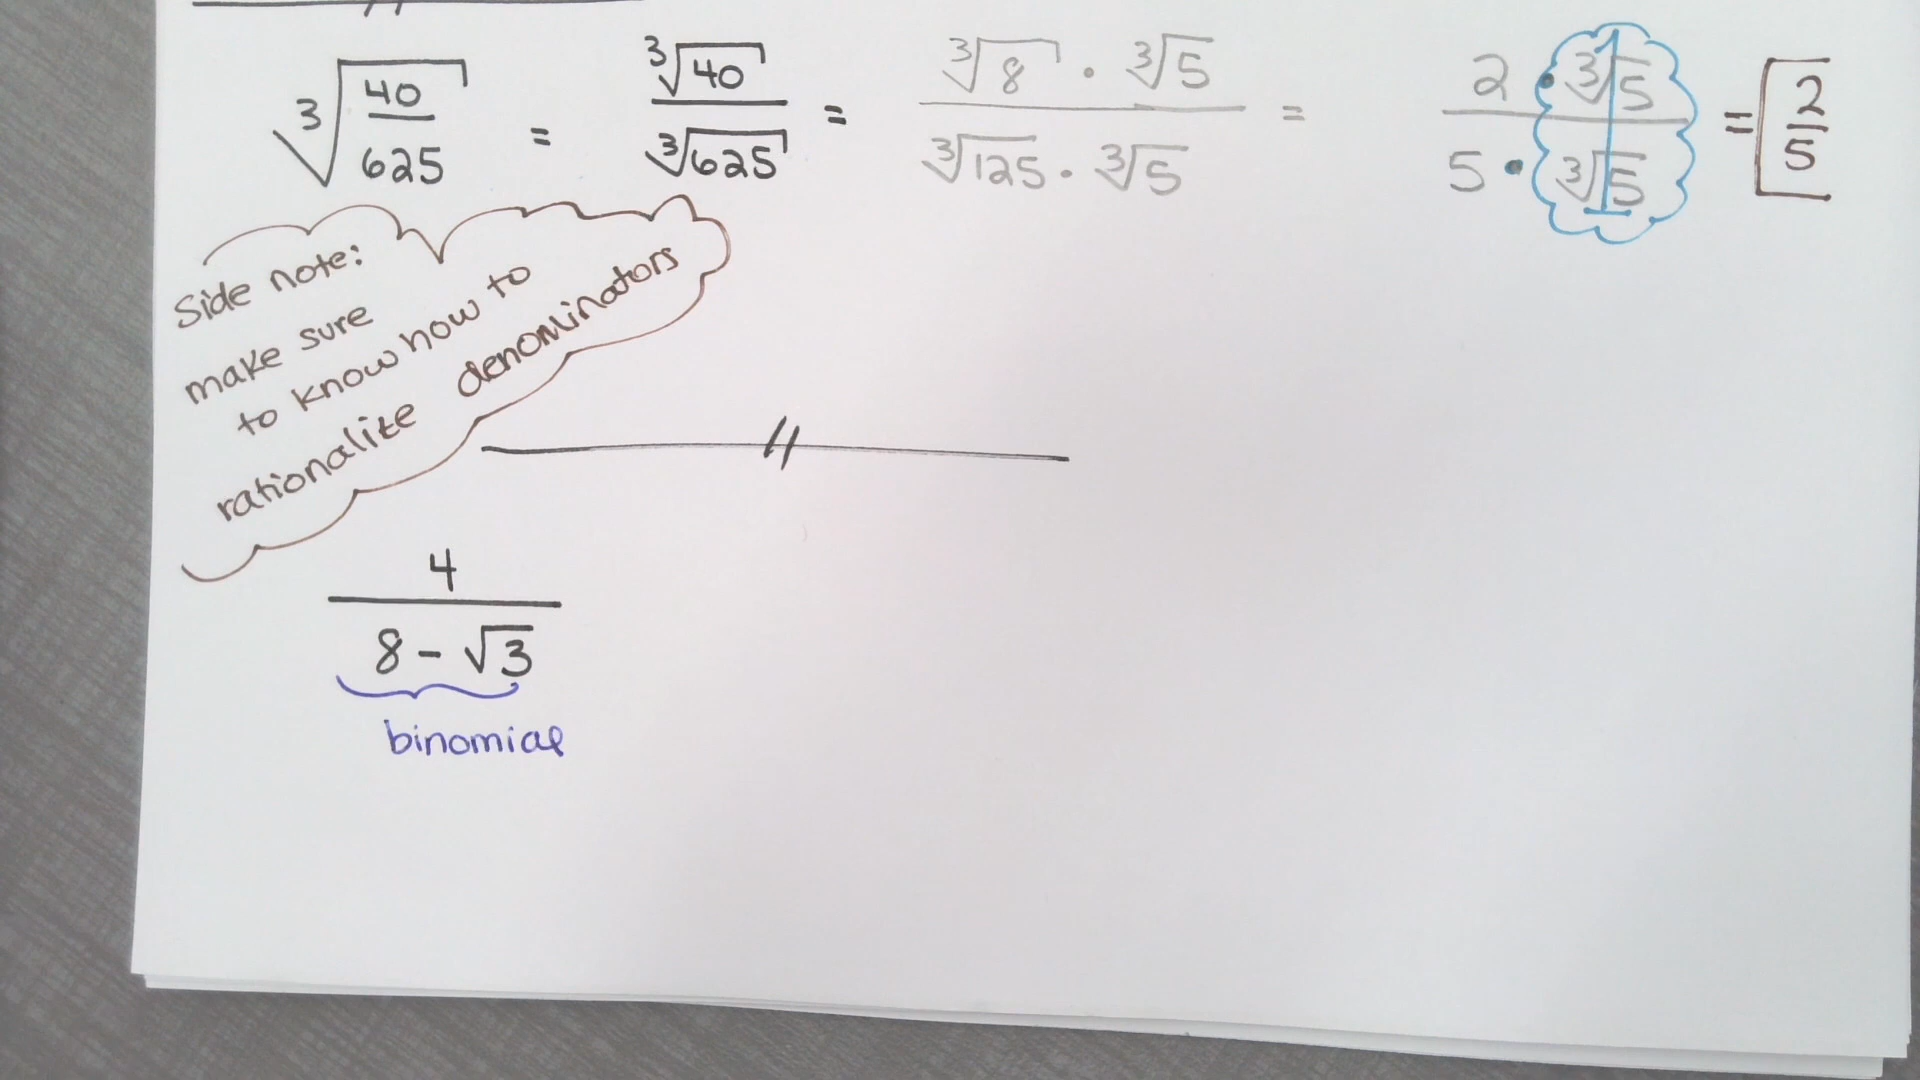 ∛(40/625) = ∛40/∛625 = (∛8 · ∛5)/(∛125 · ∛5) = (2 · ∛5)/(5 · ∛5) = 2/5
Side note:
make sure
to know how to
rationalize denominators
4/(8 - √3)
binomial